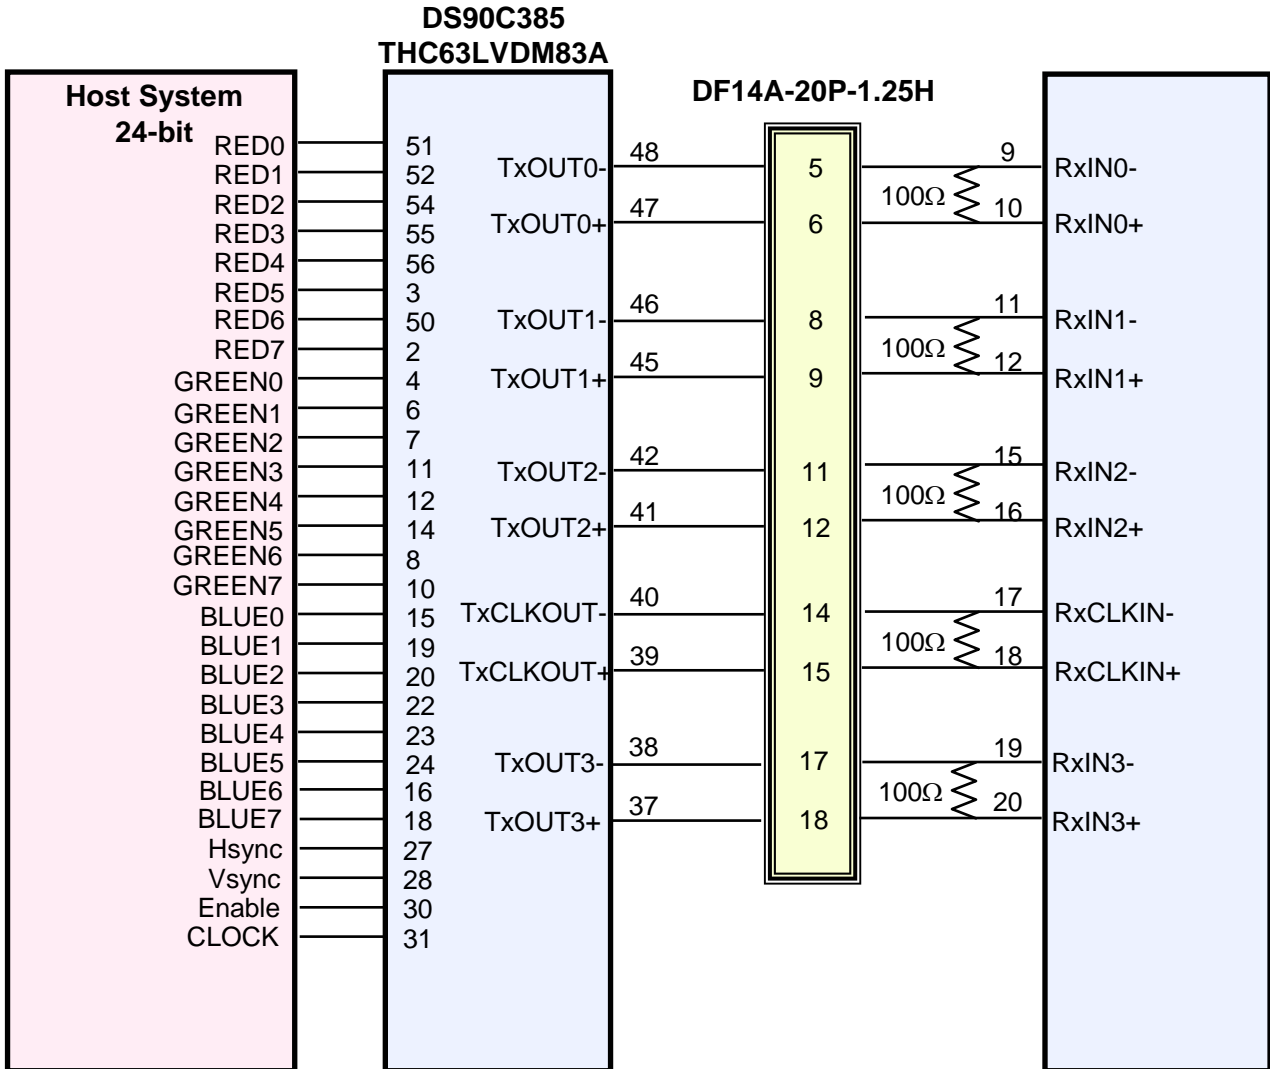 DS90C385
THC63LVDM83A
Host System
24-bit
DF14A-20P-1.25H
RED0 51
RED1 52
RED2 54
RED3 55
RED4 56
RED5 3
RED6 50
RED7 2
GREEN0 4
GREEN1 6
GREEN2 7
GREEN3 11
GREEN4 12
GREEN5 14
GREEN6 8
GREEN7 10
BLUE0 15
BLUE1 19
BLUE2 20
BLUE3 22
BLUE4 23
BLUE5 24
BLUE6 16
BLUE7 18
Hsync 27
Vsync 28
Enable 30
CLOCK 31
TxOUT0- 48 5 9 RxIN0-
100Ω
TxOUT0+ 47 6 10 RxIN0+
TxOUT1- 46 8 11 RxIN1-
100Ω
TxOUT1+ 45 9 12 RxIN1+
TxOUT2- 42 11 15 RxIN2-
100Ω
TxOUT2+ 41 12 16 RxIN2+
TxCLKOUT- 40 14 17 RxCLKIN-
100Ω
TxCLKOUT+ 39 15 18 RxCLKIN+
TxOUT3- 38 17 19 RxIN3-
100Ω
TxOUT3+ 37 18 20 RxIN3+